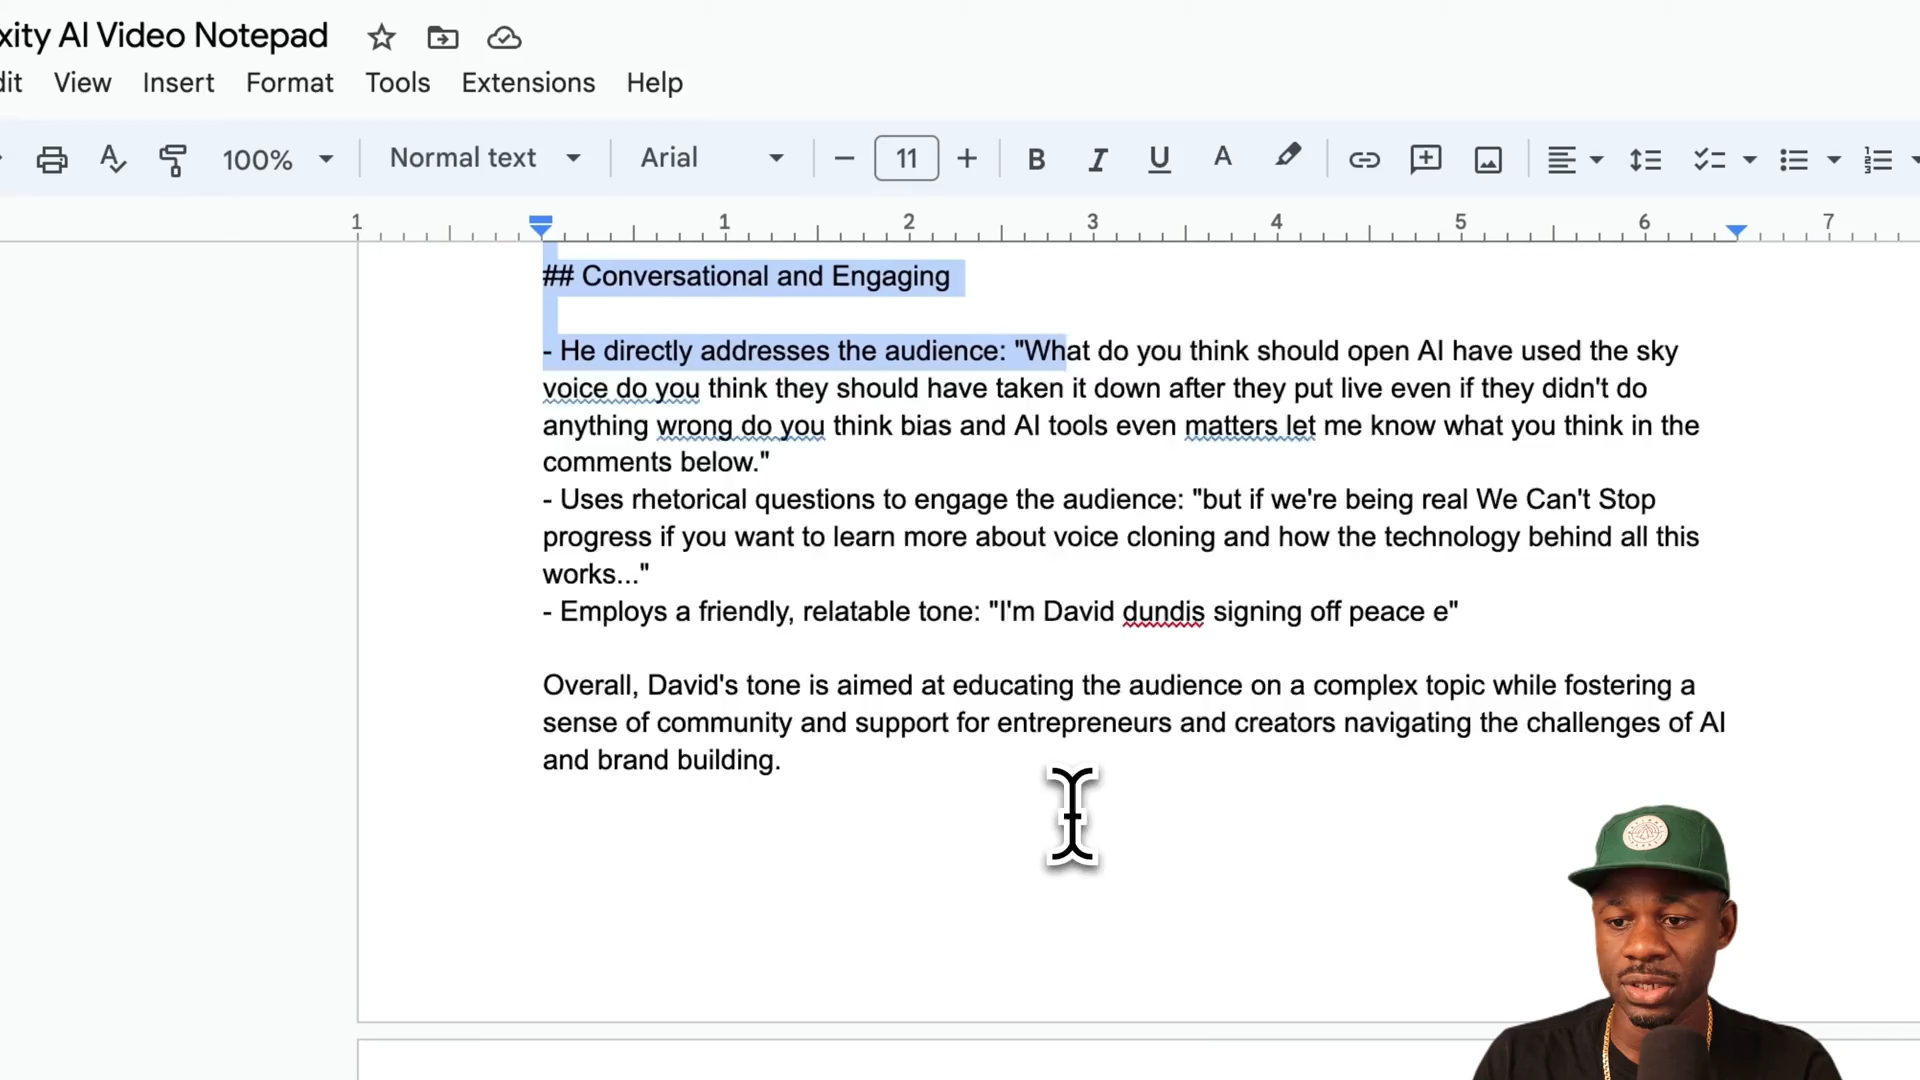 xity AI Video Notepad
dit View Insert Format Tools Extensions Help
100% Normal text Arial 11 B I U A
1 1 2 3 4 5 6 7
## Conversational and Engaging
- He directly addresses the audience: "What do you think should open AI have used the sky
voice do you think they should have taken it down after they put live even if they didn't do
anything wrong do you think bias and AI tools even matters let me know what you think in the
comments below."
- Uses rhetorical questions to engage the audience: "but if we're being real We Can't Stop
progress if you want to learn more about voice cloning and how the technology behind all this
works..."
- Employs a friendly, relatable tone: "I'm David dundis signing off peace e"
Overall, David's tone is aimed at educating the audience on a complex topic while fostering a
sense of community and support for entrepreneurs and creators navigating the challenges of AI
and brand building.